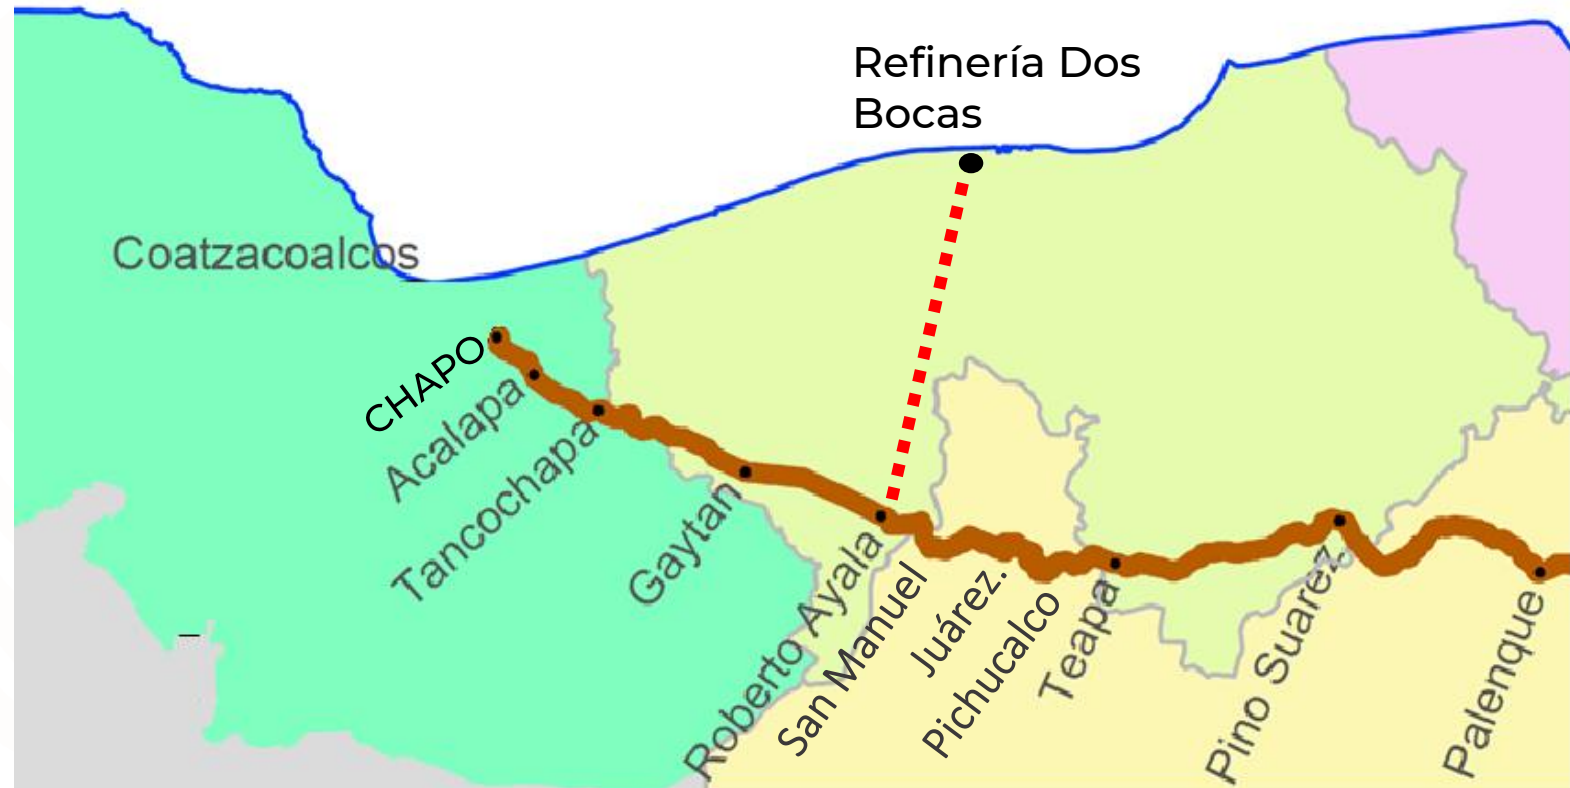 Refinería Dos
Bocas
Coatzacoalcos
CHAPO
Acalapa
Tancochapa
Gaytan
Roberto Ayala
San Manuel
Juárez.
Pichucalco
Teapa
Pino Suarez
Palenque